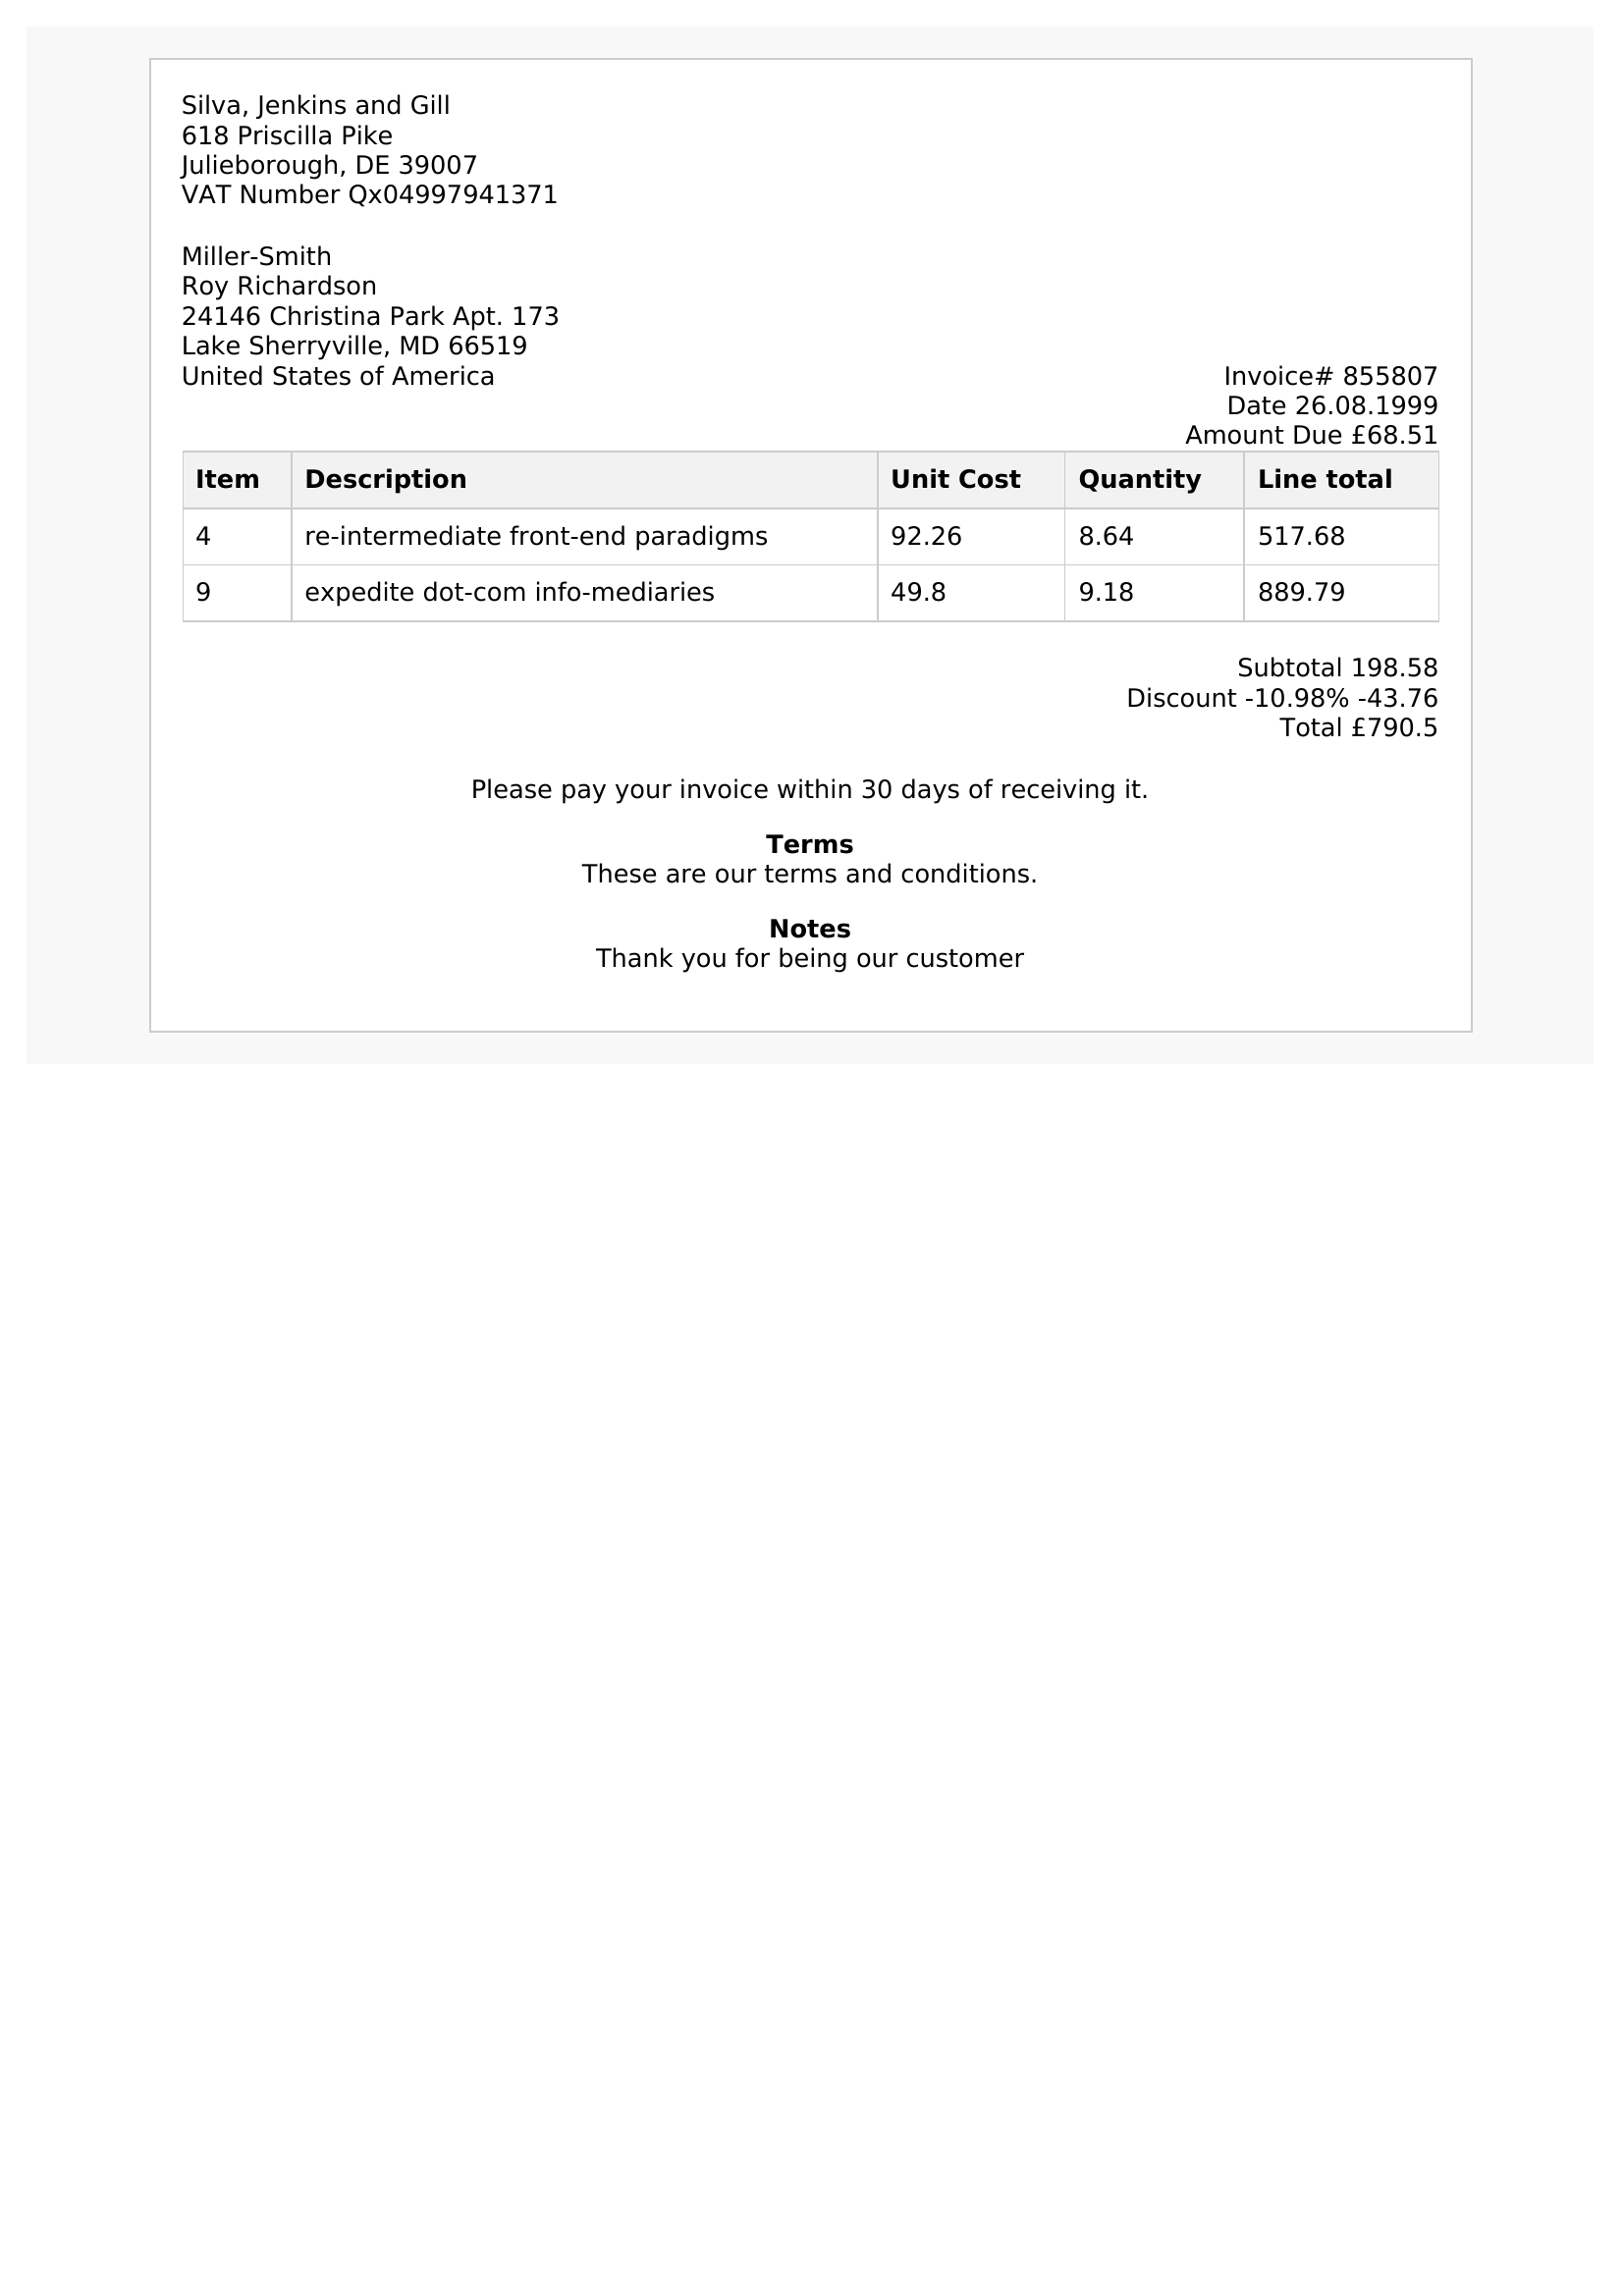 Silva, Jenkins and Gill
618 Priscilla Pike
Julieborough, DE 39007
VAT Number Qx04997941371
Miller-Smith
Roy Richardson
24146 Christina Park Apt. 173
Lake Sherryville, MD 66519
United States of America
Invoice# 855807
Date 26.08.1999
Amount Due £68.51
Item Description Unit Cost Quantity Line total
4 re-intermediate front-end paradigms 92.26 8.64 517.68
9 expedite dot-com info-mediaries 49.8 9.18 889.79
Subtotal 198.58
Discount -10.98% -43.76
Total £790.5
Please pay your invoice within 30 days of receiving it.
Terms
These are our terms and conditions.
Notes
Thank you for being our customer